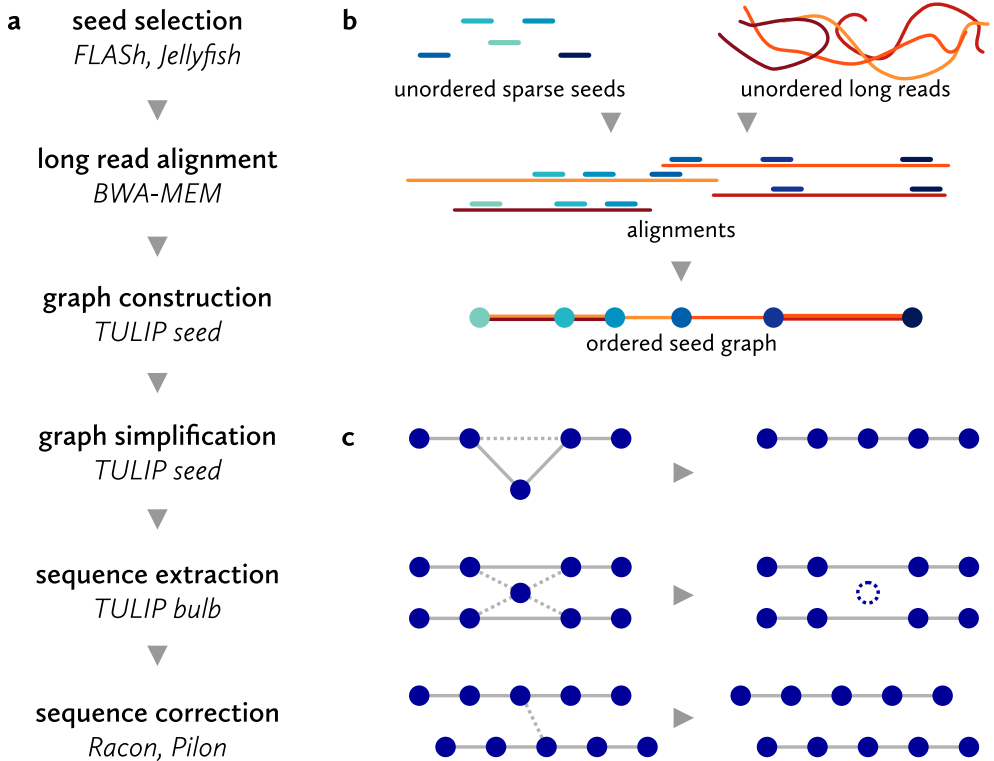 a
seed selection
FLASh, Jellyfish
long read alignment
BWA-MEM
graph construction
TULIP seed
graph simplification
TULIP seed
sequence extraction
TULIP bulb
sequence correction
Racon, Pilon
b
unordered sparse seeds
unordered long reads
alignments
ordered seed graph
c